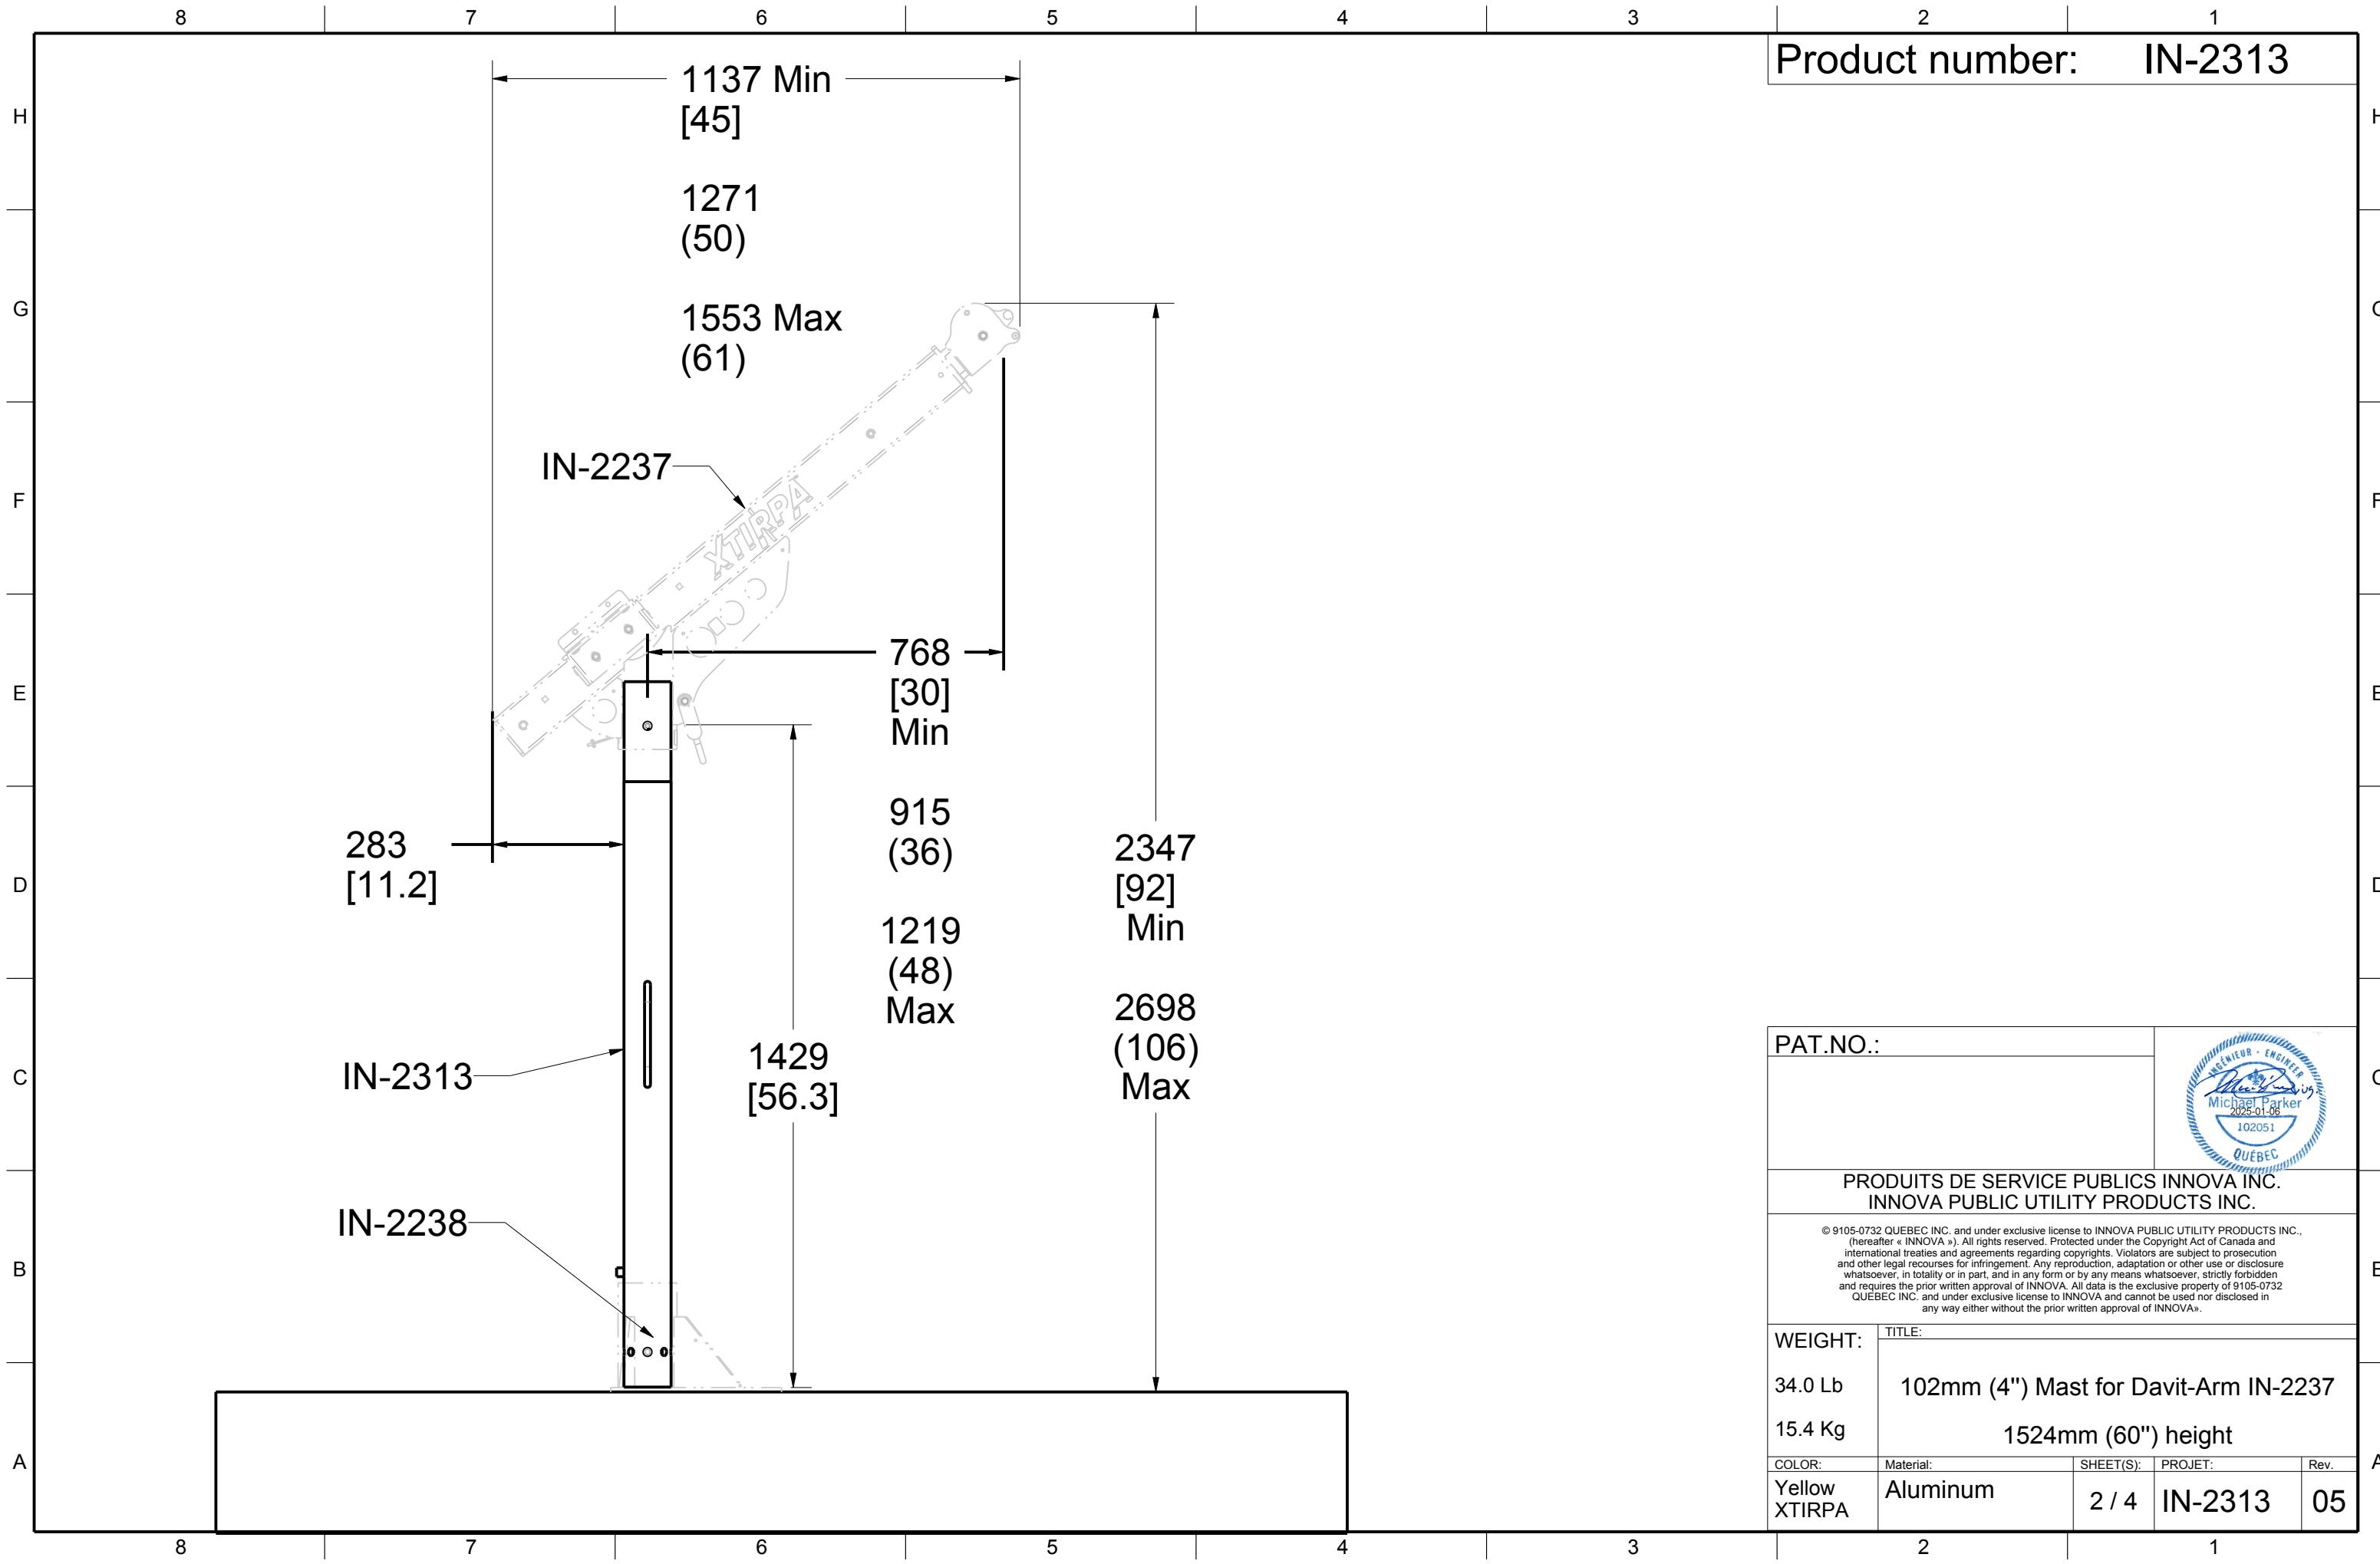 8 7 6 5 4 3 2 1
Product number: IN-2313
H
G
F
E
D
C
B
A
1137 Min
[45]
1271
(50)
1553 Max
(61)
IN-2237
XTIRPA
768
[30]
Min
915
(36)
1219
(48)
Max
283
[11.2]
2347
[92]
Min
2698
(106)
Max
1429
[56.3]
IN-2313
IN-2238
PAT.NO.:
INGÉNIEUR - ENGINEER
Michael Parker
2025-01-06
102051
QUÉBEC
PRODUITS DE SERVICE PUBLICS INNOVA INC.
INNOVA PUBLIC UTILITY PRODUCTS INC.
© 9105-0732 QUEBEC INC. and under exclusive license to INNOVA PUBLIC UTILITY PRODUCTS INC.,
(hereafter « INNOVA »). All rights reserved. Protected under the Copyright Act of Canada and
international treaties and agreements regarding copyrights. Violators are subject to prosecution
and other legal recourses for infringement. Any reproduction, adaptation or other use or disclosure
whatsoever, in totality or in part, and in any form or by any means whatsoever, strictly forbidden
and requires the prior written approval of INNOVA. All data is the exclusive property of 9105-0732
QUEBEC INC. and under exclusive license to INNOVA and cannot be used nor disclosed in
any way either without the prior written approval of INNOVA».
WEIGHT:
34.0 Lb
15.4 Kg
TITLE:
102mm (4") Mast for Davit-Arm IN-2237
1524mm (60") height
COLOR:
Yellow
XTIRPA
Material:
Aluminum
SHEET(S):
2 / 4
PROJET:
IN-2313
Rev.
05
H
G
F
E
D
C
B
A
8 7 6 5 4 3 2 1